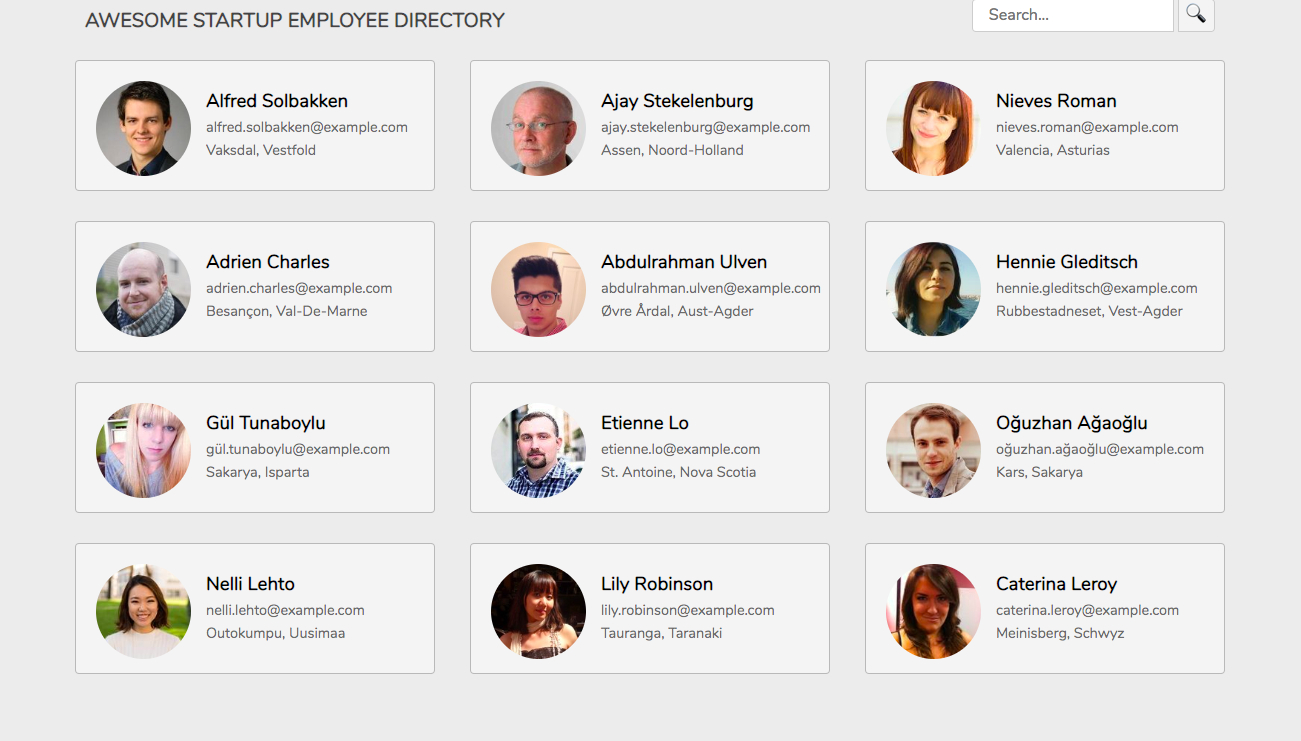 AWESOME STARTUP EMPLOYEE DIRECTORY
Search...
Alfred Solbakken
alfred.solbakken@example.com
Vaksdal, Vestfold
Ajay Stekelenburg
ajay.stekelenburg@example.com
Assen, Noord-Holland
Nieves Roman
nieves.roman@example.com
Valencia, Asturias
Adrien Charles
adrien.charles@example.com
Besançon, Val-De-Marne
Abdulrahman Ulven
abdulrahman.ulven@example.com
Øvre Årdal, Aust-Agder
Hennie Gleditsch
hennie.gleditsch@example.com
Rubbestadneset, Vest-Agder
Gül Tunaboylu
gül.tunaboylu@example.com
Sakarya, Isparta
Etienne Lo
etienne.lo@example.com
St. Antoine, Nova Scotia
Oğuzhan Ağaoğlu
oğuzhan.ağaoğlu@example.com
Kars, Sakarya
Nelli Lehto
nelli.lehto@example.com
Outokumpu, Uusimaa
Lily Robinson
lily.robinson@example.com
Tauranga, Taranaki
Caterina Leroy
caterina.leroy@example.com
Meinisberg, Schwyz